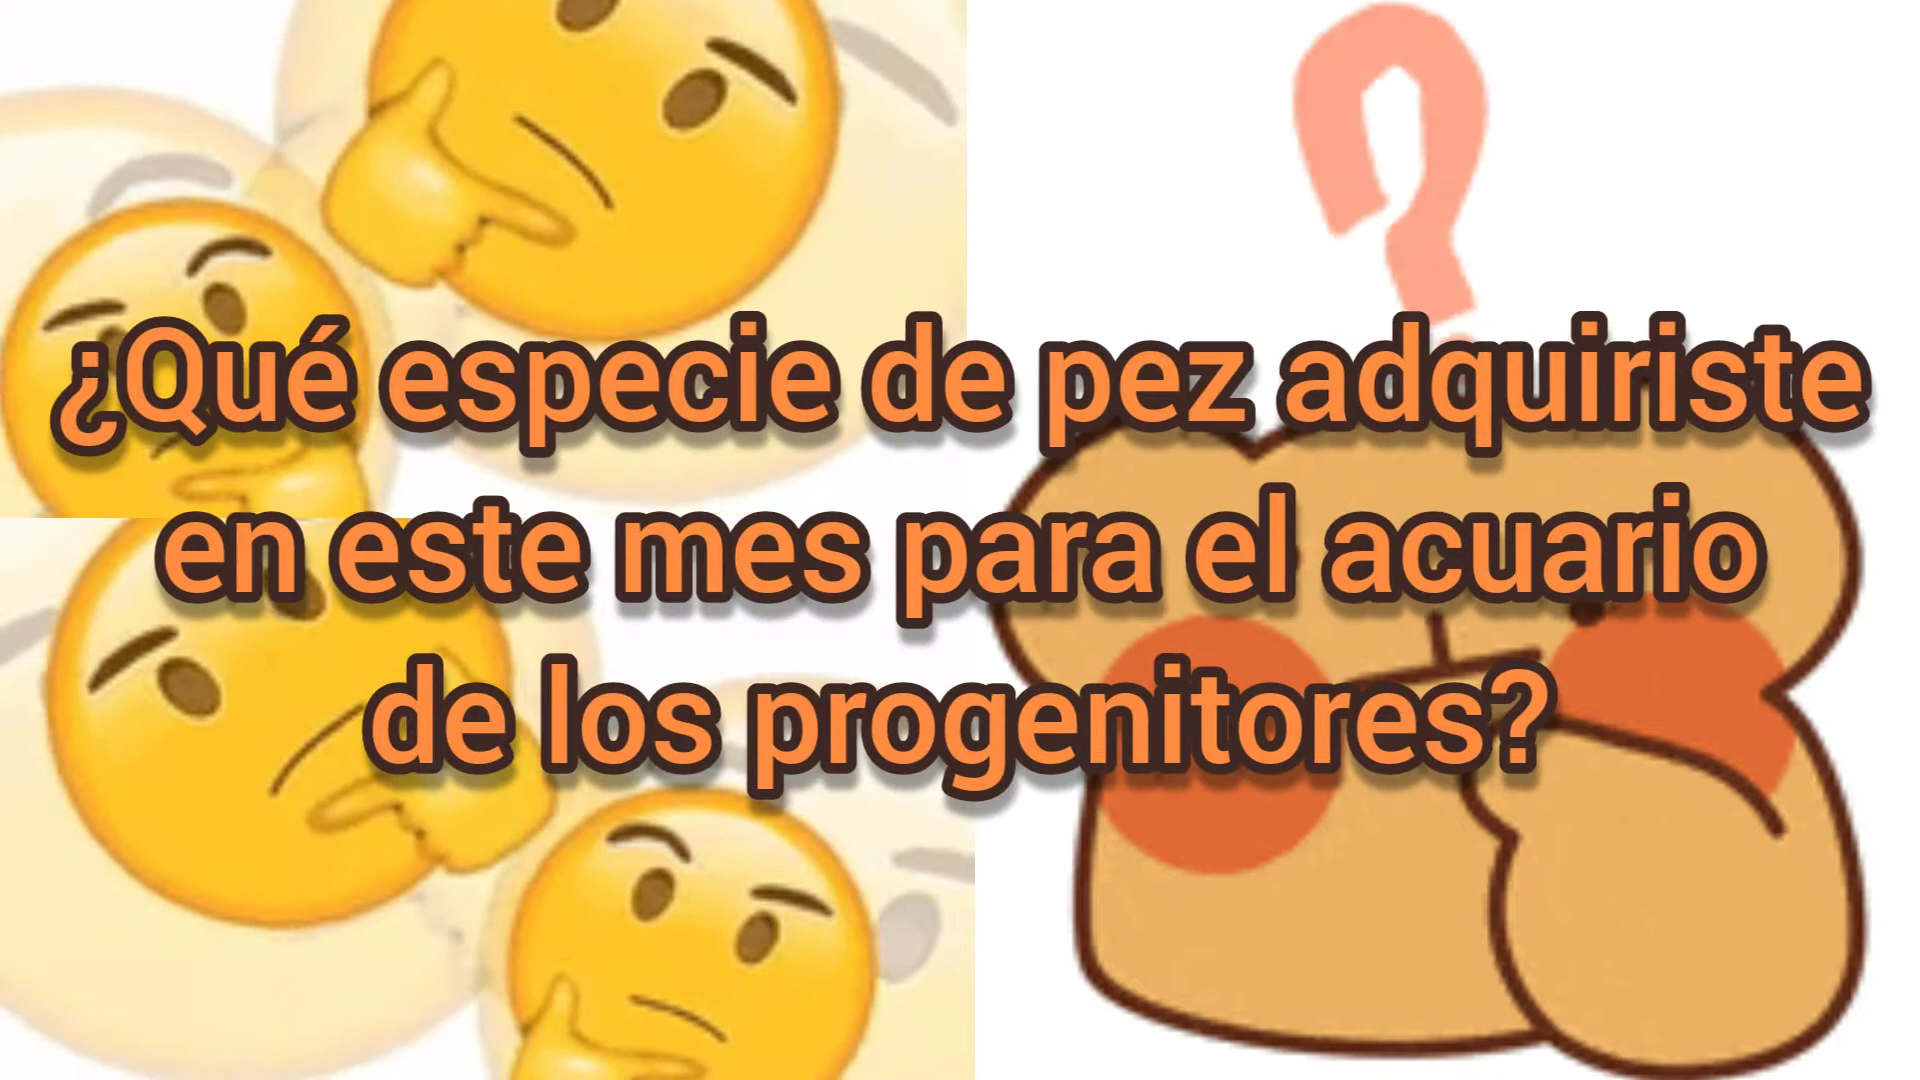 ¿Qué especie de pez adquiriste
en este mes para el acuario
de los progenitores?